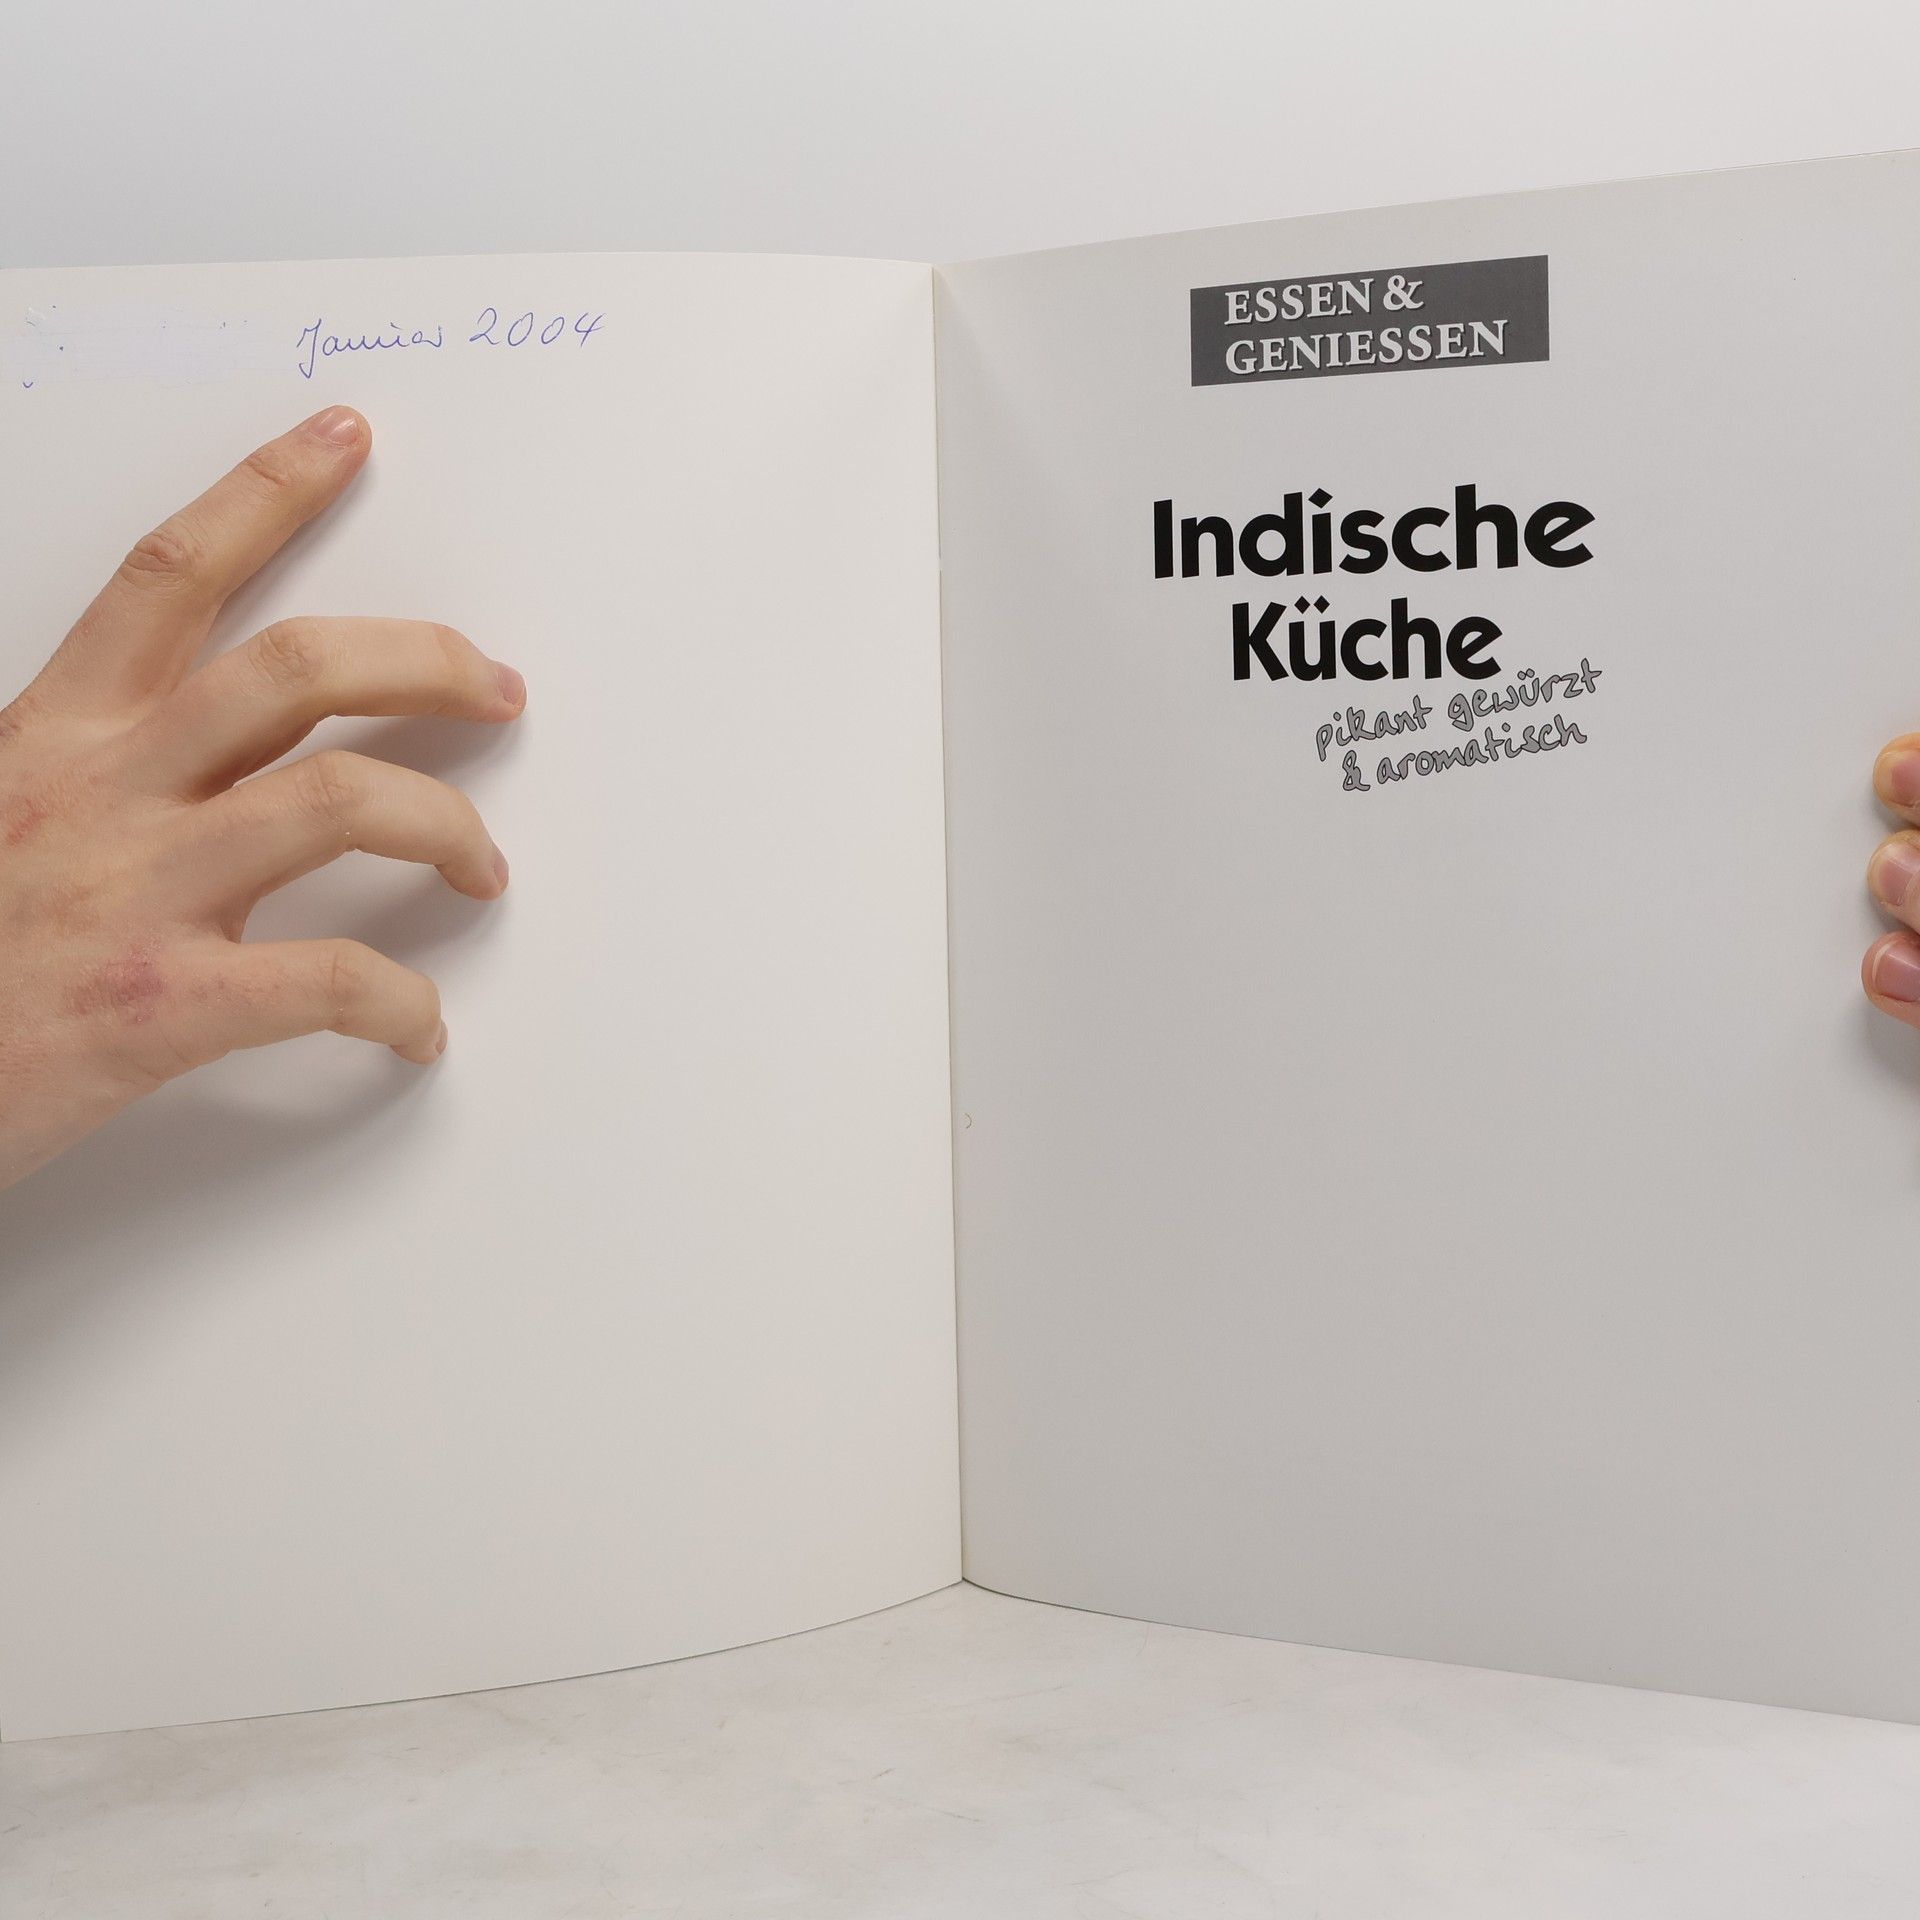 Januar 2004
ESSEN &
GENIESSEN
Indische
Küche
pikant gewürzt
& aromatisch